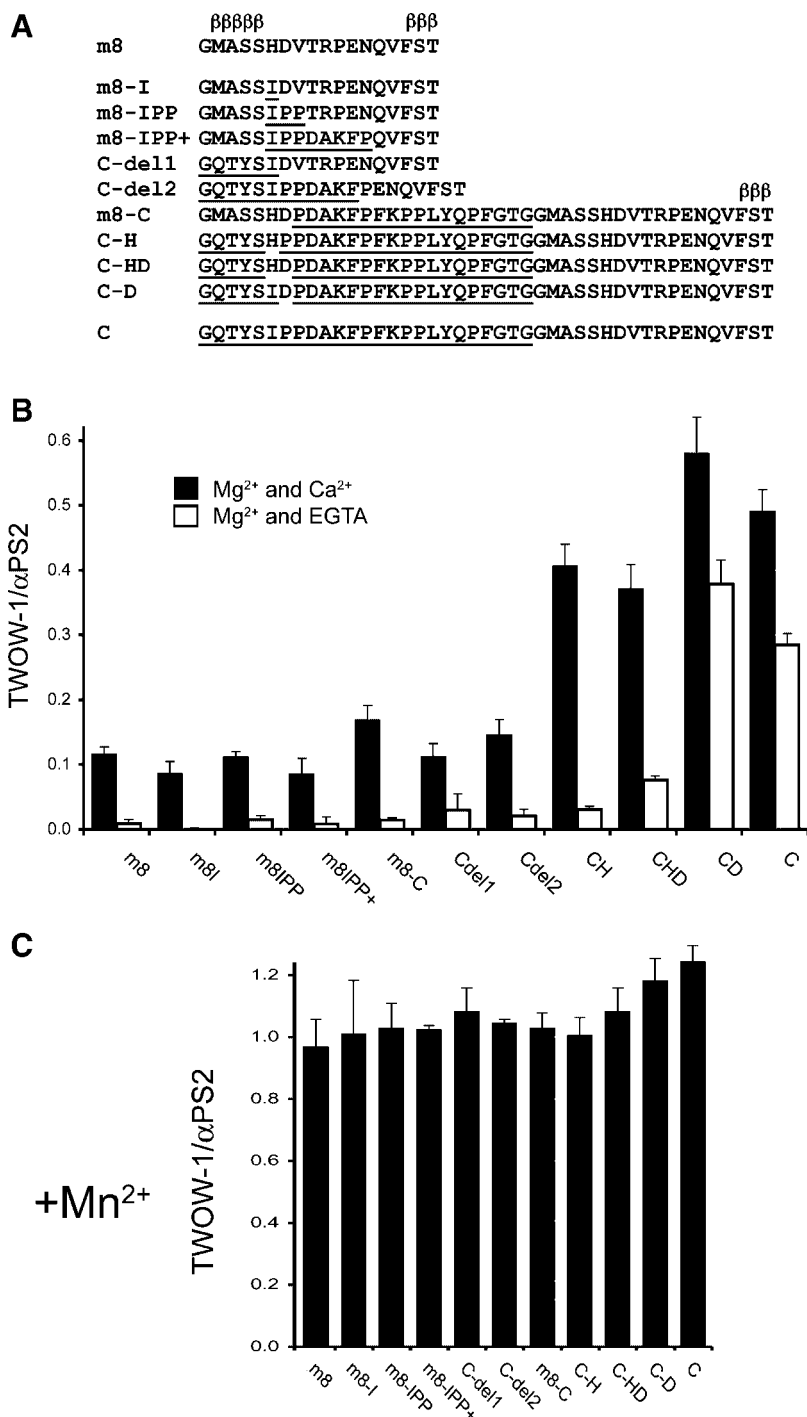 A
βββββ βββ
m8 GMASSHDVTRPENQVFST
m8-I GMASSIDVTRPENQVFST
m8-IPP GMASSIPPTRPENQVFST
m8-IPP+ GMASSIPPDAKFPQVFST
C-del1 GQTYSIDVTRPENQVFST
C-del2 GQTYSIPPDAKFPENQVFST βββ
m8-C GMASSHDPDAKFPFKPPLYQPFGTGGMASSHDVTRPENQVFST
C-H GQTYSHPPDAKFPFKPPLYQPFGTGGMASSHDVTRPENQVFST
C-HD GQTYSHDPDAKFPFKPPLYQPFGTGGMASSHDVTRPENQVFST
C-D GQTYSIDPDAKFPFKPPLYQPFGTGGMASSHDVTRPENQVFST
C GQTYSIPPDAKFPFKPPLYQPFGTGGMASSHDVTRPENQVFST
B
TWOW-1/αPS2
0.6
0.5
0.4
0.3
0.2
0.1
0.0
Mg²⁺ and Ca²⁺
Mg²⁺ and EGTA
m8 m8I m8IPP m8IPP+ m8-C Cdel1 Cdel2 CH CHD CD C
C
+Mn²⁺
TWOW-1/αPS2
1.2
1.0
0.8
0.6
0.4
0.2
0.0
m8 m8-I m8-IPP m8-IPP+ C-del1 C-del2 m8-C C-H C-HD C-D C